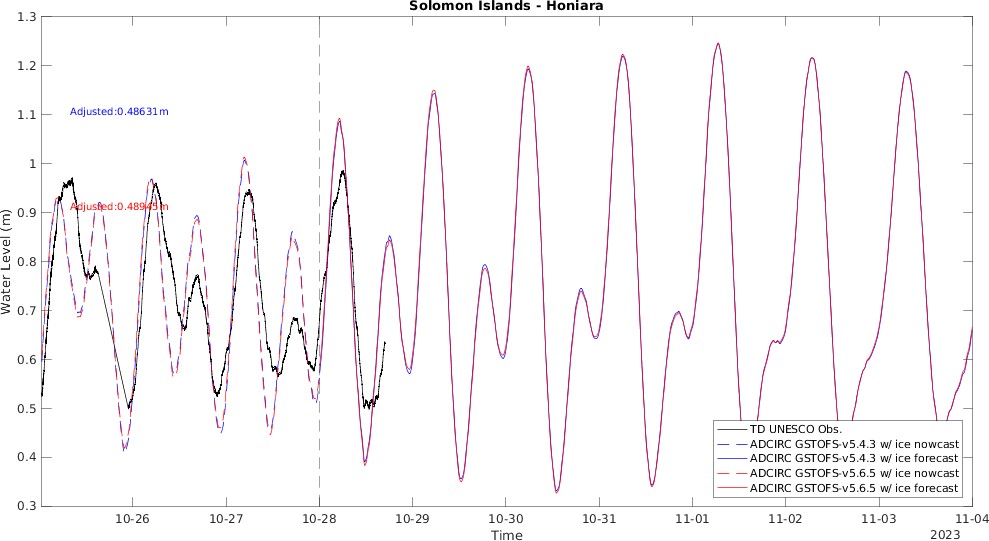 Solomon Islands - Honiara
1.3
1.2
1.1
1
0.9
0.8
0.7
0.6
0.5
0.4
0.3
Water Level (m)
Adjusted:0.48631m
Adjusted:0.48945m
TD UNESCO Obs.
ADCIRC GSTOFS-v5.4.3 w/ ice nowcast
ADCIRC GSTOFS-v5.4.3 w/ ice forecast
ADCIRC GSTOFS-v5.6.5 w/ ice nowcast
ADCIRC GSTOFS-v5.6.5 w/ ice forecast
10-26 10-27 10-28 10-29 10-30 10-31 11-01 11-02 11-03 11-04
Time
2023